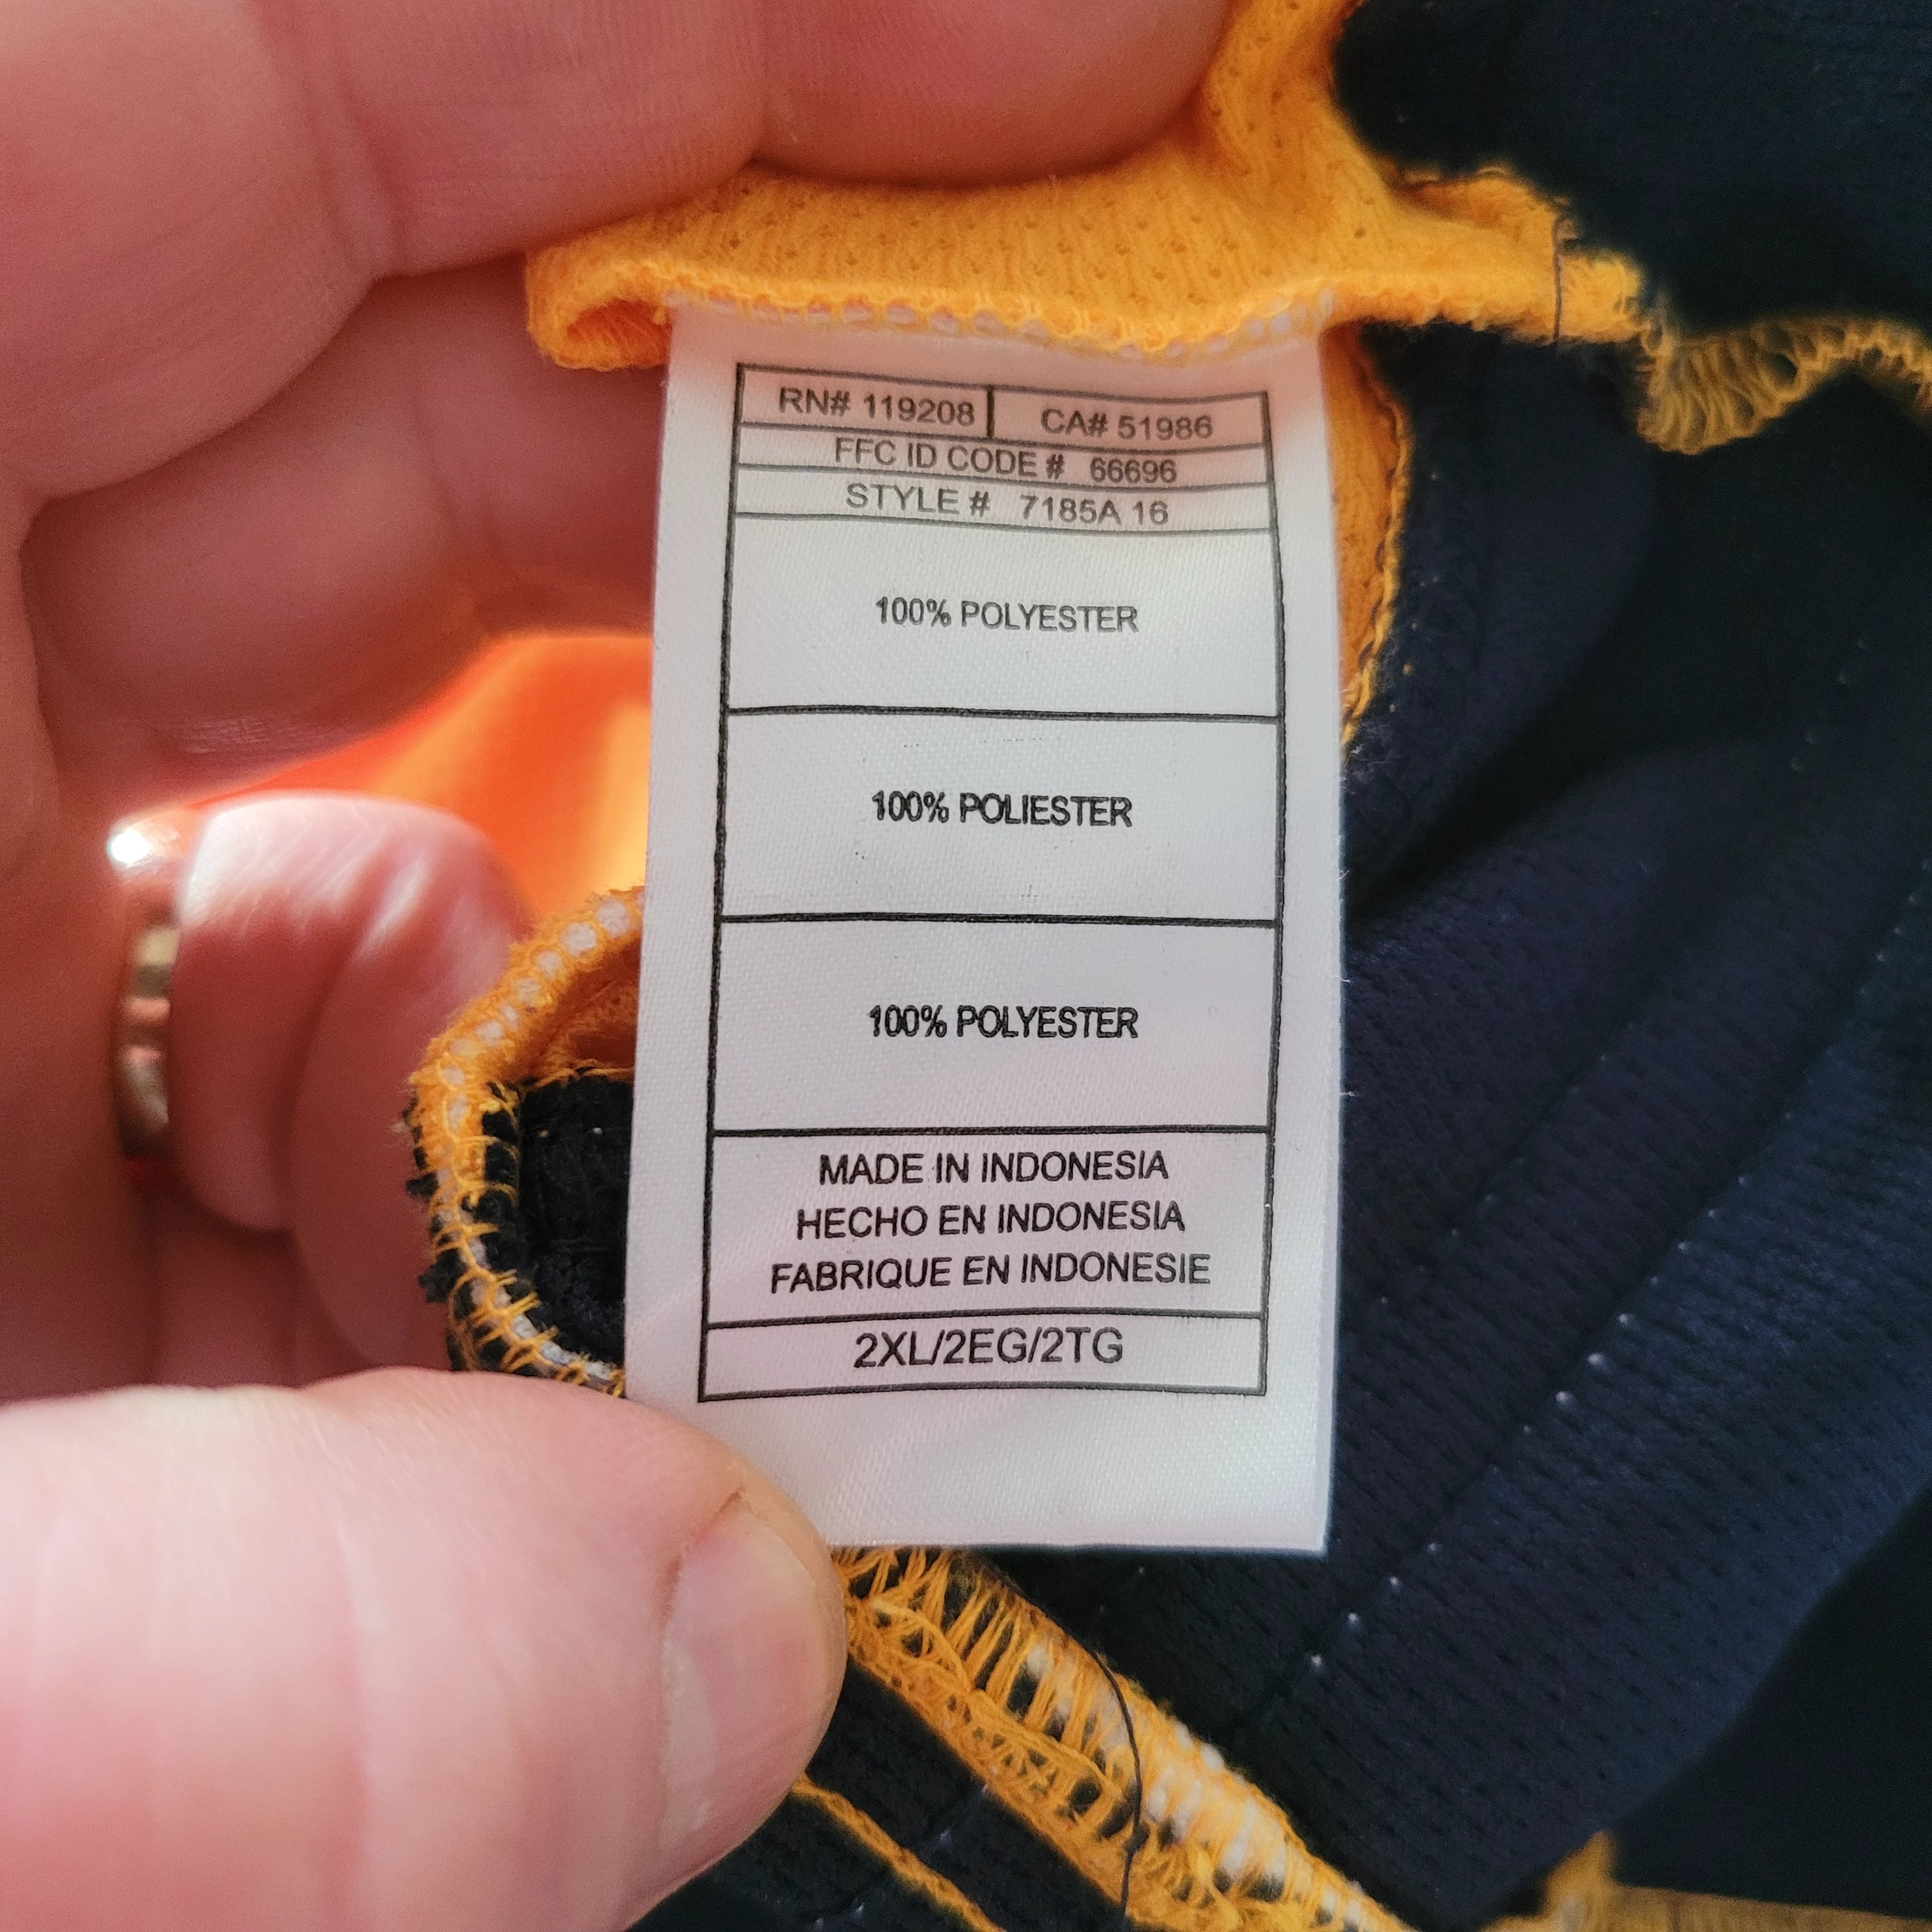 RN# 119208 CA# 51986
FFC ID CODE # 66696
STYLE # 7185A 16
100% POLYESTER
100% POLIESTER
100% POLYESTER
MADE IN INDONESIA
HECHO EN INDONESIA
FABRIQUE EN INDONESIE
2XL/2EG/2TG